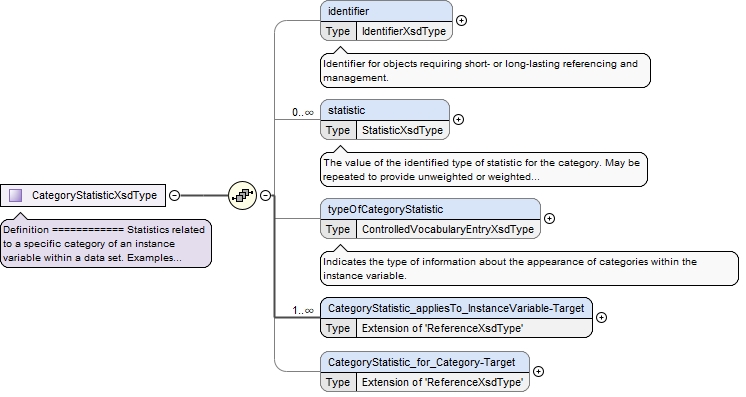 identifier
Type IdentifierXsdType
Identifier for objects requiring short- or long-lasting referencing and
management.
0..∞
statistic
Type StatisticXsdType
The value of the identified type of statistic for the category. May be
repeated to provide unweighted or weighted...
CategoryStatisticXsdType
Definition ============ Statistics related
to a specific category of an instance
variable within a data set. Examples...
typeOfCategoryStatistic
Type ControlledVocabularyEntryXsdType
Indicates the type of information about the appearance of categories within the
instance variable.
1..∞
CategoryStatistic_appliesTo_InstanceVariable-Target
Type Extension of 'ReferenceXsdType'
CategoryStatistic_for_Category-Target
Type Extension of 'ReferenceXsdType'